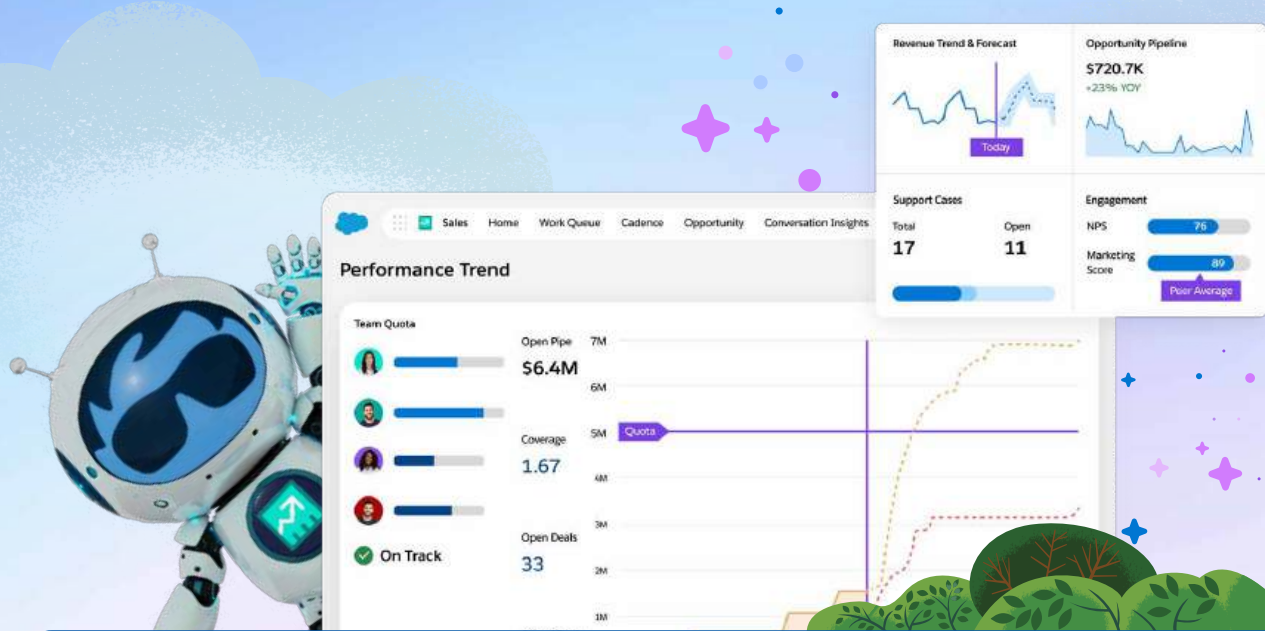 Revenue Trend & Forecast
Today
Opportunity Pipeline
$720.7K
+23% YOY
Support Cases
Total
17
Open
11
Engagement
NPS
76
Marketing
Score
89
Peer Average
Sales Home Work Queue Cadence Opportunity Conversation Insights
Performance Trend
Team Quota
On Track
Open Pipe
$6.4M
Coverage
1.67
Open Deals
33
7M
6M
5M
Quota
4M
3M
2M
1M